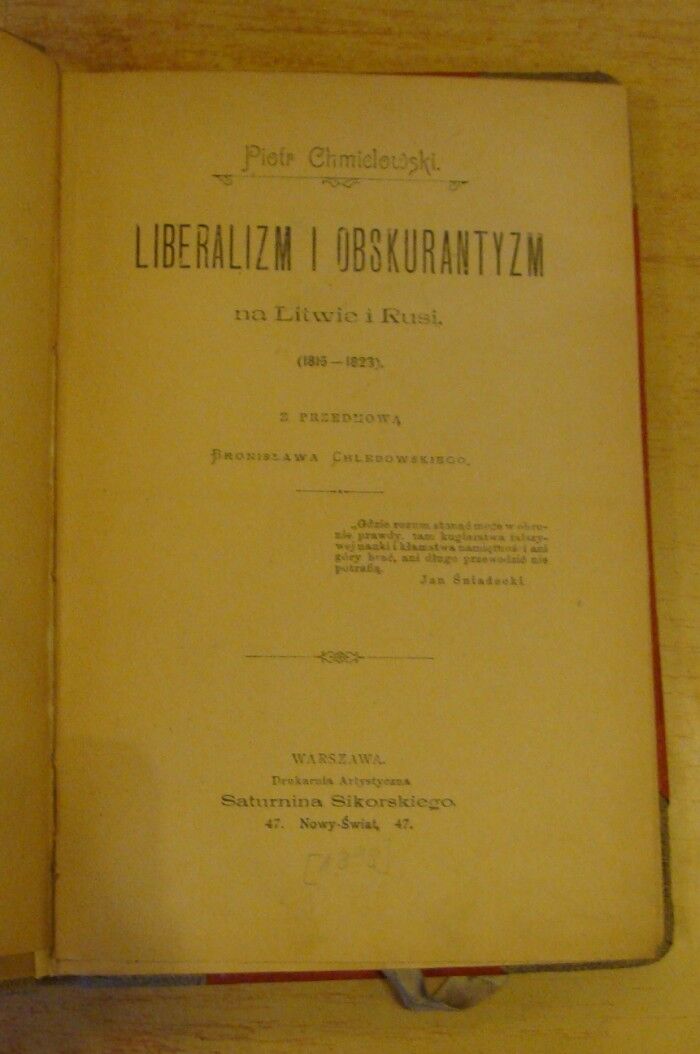 Piotr Chmielowski.
LIBERALIZM I OBSKURANTYZM
na Litwie i Rusi.
(1815—1823).
Z PRZEDMOWĄ
BRONISŁAWA CHLEBOWSKIEGO.
„Gdzie rozum stanąć może w obro-
nie prawdy, tam kuglarstwa fałszy-
wej nauki i kłamstwa namiętność i ani
góry brać, ani długo przewodzić nie
potrafią.
Jan Śniadecki
WARSZAWA.
Drukarnia Artystyczna
Saturnina Sikorskiego,
47. Nowy-Świat, 47.